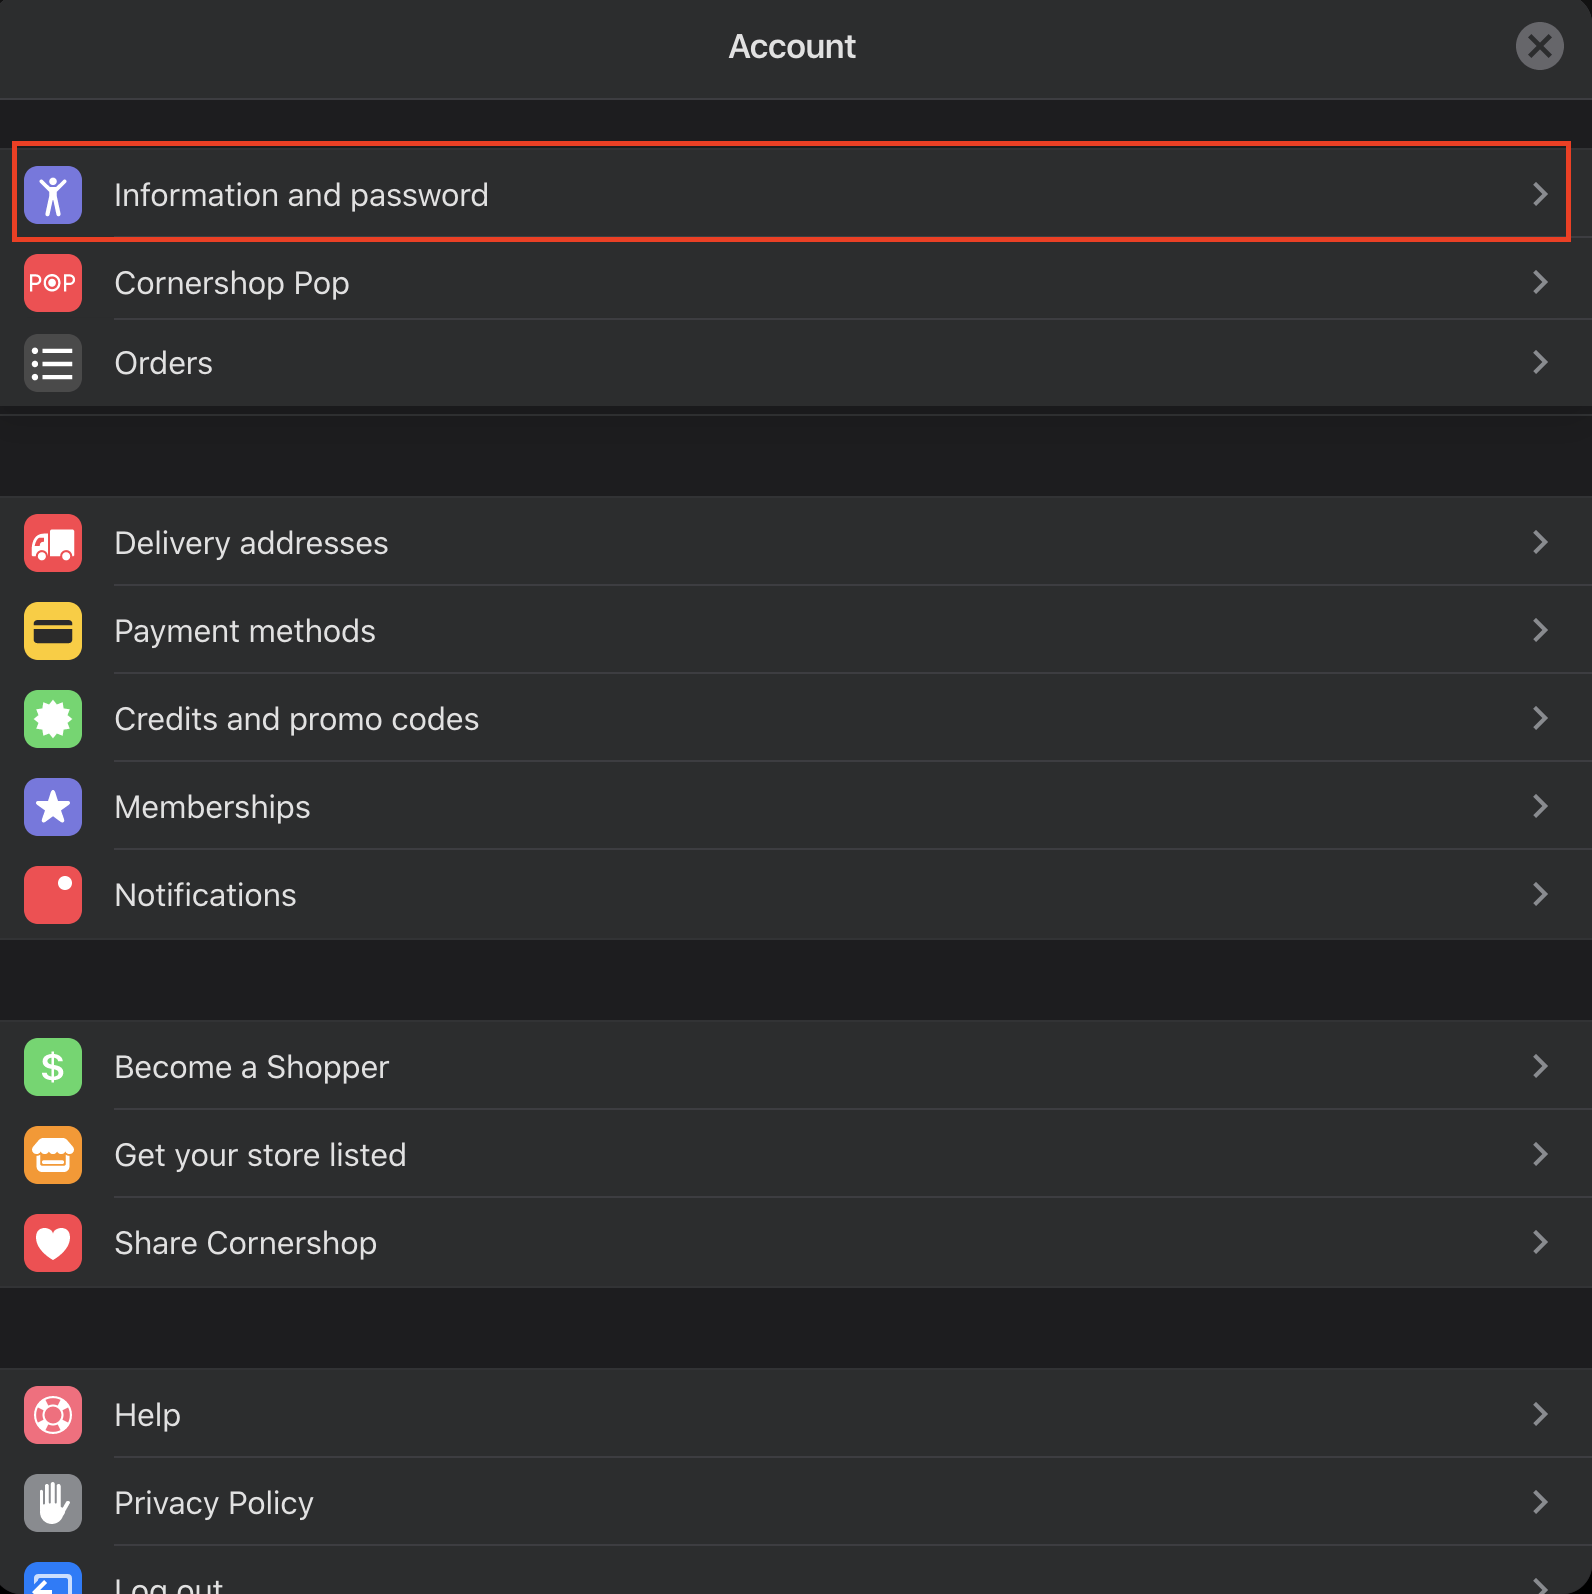 Account
Information and password
POP
Cornershop Pop
Orders
Delivery addresses
Payment methods
Credits and promo codes
Memberships
Notifications
$
Become a Shopper
Get your store listed
Share Cornershop
Help
Privacy Policy
Log out